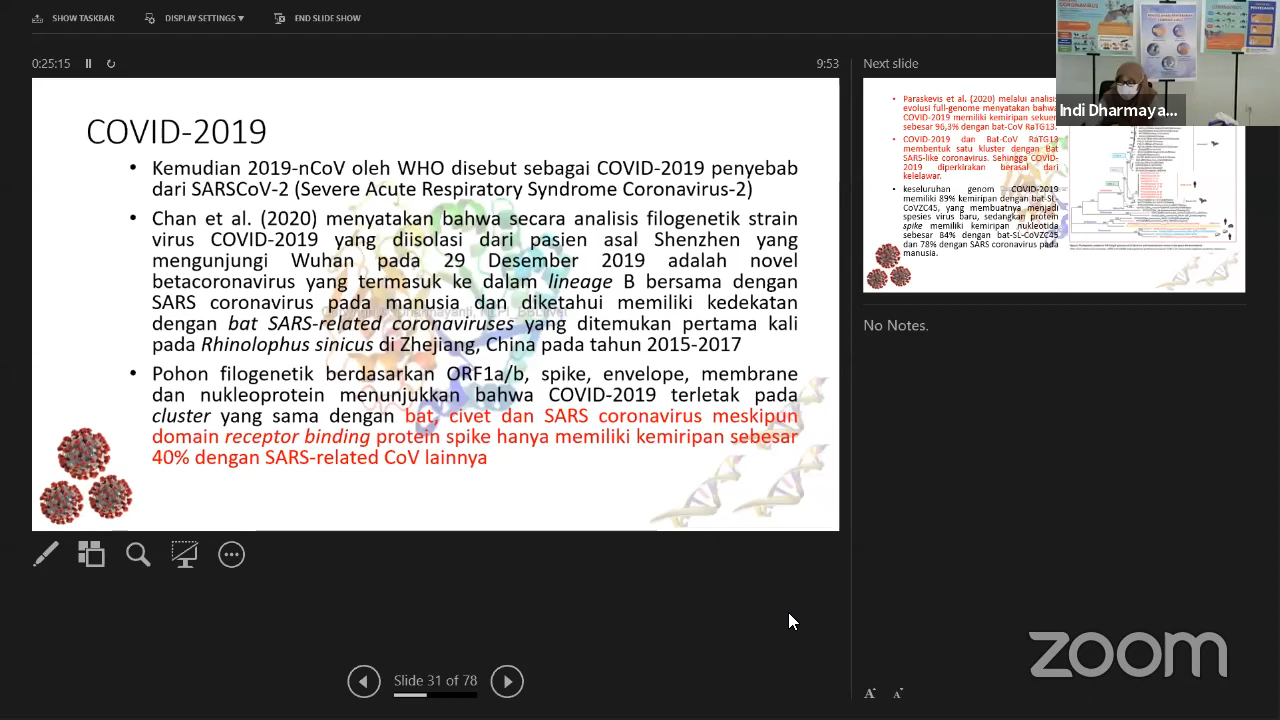 SHOW TASKBAR
DISPLAY SETTINGS ▼
END SLIDE SHOW
0:25:15
9:53
COVID-2019
• Kemudian 2019-nCoV oleh WHO disebut sebagai COVID-2019 penyebab
dari SARSCoV-2 (Severe Acute Respiratory Syndrome Coronavirus-2)
• Chan et al. (2020) menyatakan bahwa secara analisis filogenetik strain
virus COVID-2019 yang diisolasi dari pasien asal Shenzhen yang
mengunjungi Wuhan pada 23 Desember 2019 adalah novel
betacoronavirus yang termasuk ke dalam lineage B bersama dengan
SARS coronavirus pada manusia dan diketahui memiliki kedekatan
dengan bat SARS-related coronaviruses yang ditemukan pertama kali
pada Rhinolophus sinicus di Zhejiang, China pada tahun 2015-2017
• Pohon filogenetik berdasarkan ORF1a/b, spike, envelope, membrane
dan nukleoprotein menunjukkan bahwa COVID-2019 terletak pada
cluster yang sama dengan bat, civet dan SARS coronavirus meskipun
domain receptor binding protein spike hanya memiliki kemiripan sebesar
40% dengan SARS-related CoV lainnya
Slide 31 of 78
Next slide
Indi Dharmaya...
• Paraskevis et al. (2020) melalui analisis
evolusi full-genome menyatakan bahwa
COVID-2019 memiliki kemiripan sekuen
sebesar 96,3% dengan bat-CoV RaTG13.
COVID-2019 dan Bat-CoV RaTG13
membentuk satu kluster dengan Bat
SARS-like coronavirus. Sehingga COVID-
2019 diperkirakan berasal dari
kelelawar.
keseluruhan genom COVID-2019
memiliki 89% kemiripan dengan bat-SL-
CoVZC45, yang membuatnya menjadi
spesies virus baru, sedangkan protein
spike memiliki kemiripan nukleotida
sebesar 84% dengan bat-SL-CoVZC45
dan 78% dengan SARS coronavirus pada
manusia.
No Notes.
zoom
A
A